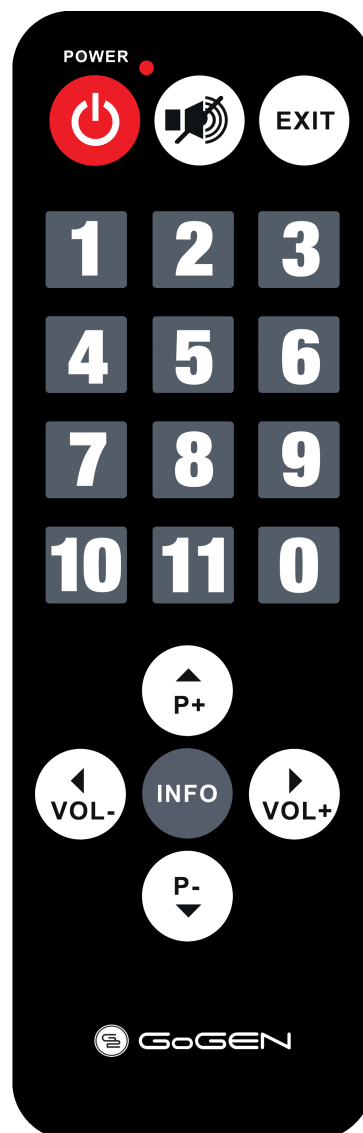 POWER
EXIT
1 2 3
4 5 6
7 8 9
10 11 0
P+
VOL- INFO VOL+
P-
GoGEN